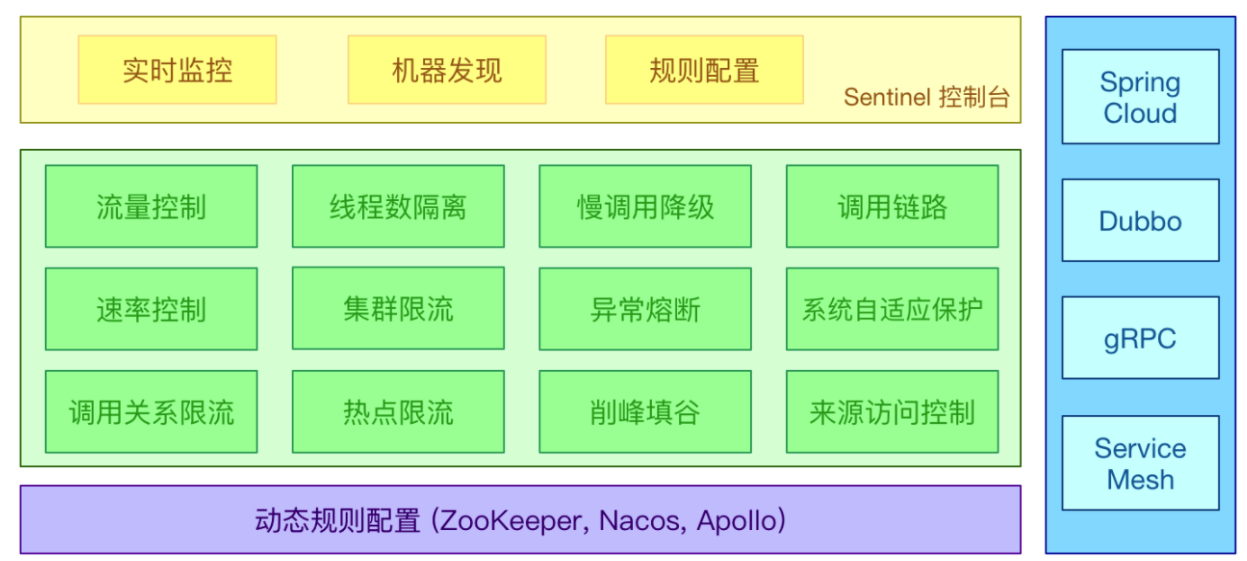 实时监控
机器发现
规则配置
Sentinel 控制台
流量控制
线程数隔离
慢调用降级
调用链路
速率控制
集群限流
异常熔断
系统自适应保护
调用关系限流
热点限流
削峰填谷
来源访问控制
动态规则配置 (ZooKeeper, Nacos, Apollo)
Spring
Cloud
Dubbo
gRPC
Service
Mesh